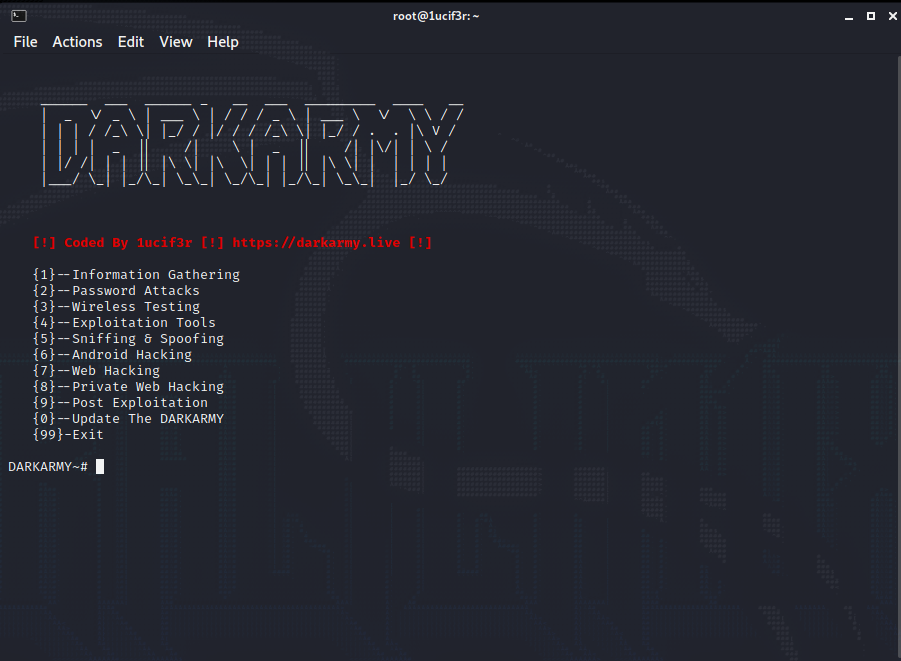 root@1ucif3r: ~
File Actions Edit View Help
DARKARMY
[!] Coded By 1ucif3r [!] https://darkarmy.live [!]
{1}--Information Gathering
{2}--Password Attacks
{3}--Wireless Testing
{4}--Exploitation Tools
{5}--Sniffing & Spoofing
{6}--Android Hacking
{7}--Web Hacking
{8}--Private Web Hacking
{9}--Post Exploitation
{0}--Update The DARKARMY
{99}-Exit
DARKARMY~#